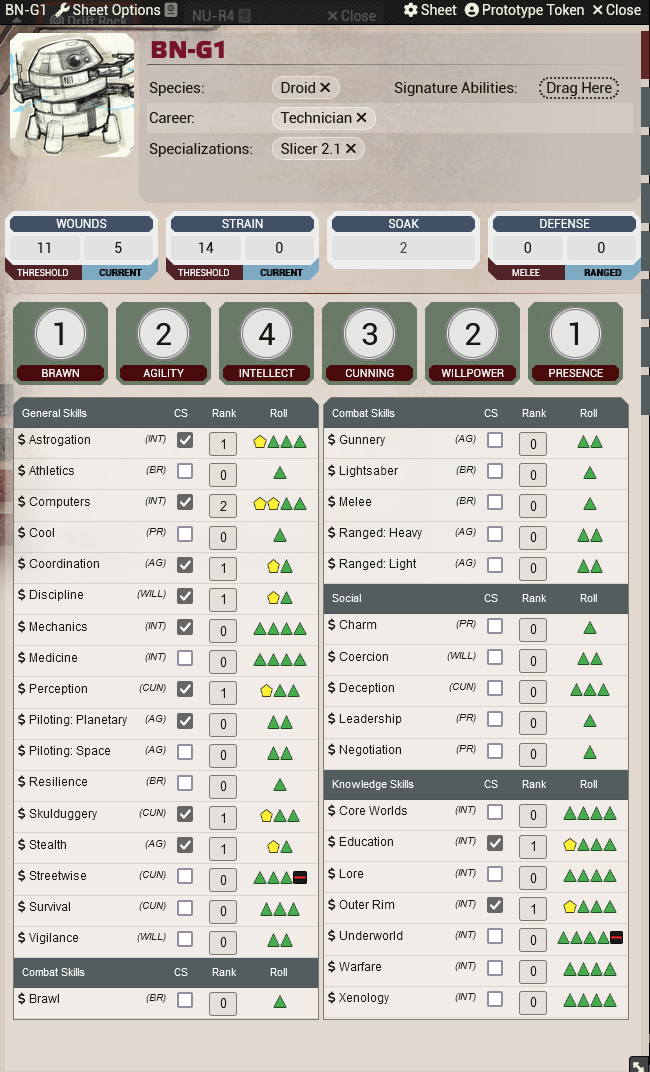 BN-G1 Sheet Options NU-R4 Close Sheet Prototype Token Close
Drift Rock
BN-G1
Species: Droid Signature Abilities: Drag Here
Career: Technician
Specializations: Slicer 2.1
WOUNDS STRAIN SOAK DEFENSE
11 5 14 0 2 0 0
THRESHOLD CURRENT THRESHOLD CURRENT MELEE RANGED
1 2 4 3 2 1
BRAWN AGILITY INTELLECT CUNNING WILLPOWER PRESENCE
General Skills CS Rank Roll
$ Astrogation (INT) 1
$ Athletics (BR) 0
$ Computers (INT) 2
$ Cool (PR) 0
$ Coordination (AG) 1
$ Discipline (WILL) 1
$ Mechanics (INT) 0
$ Medicine (INT) 0
$ Perception (CUN) 1
$ Piloting: Planetary (AG) 0
$ Piloting: Space (AG) 0
$ Resilience (BR) 0
$ Skulduggery (CUN) 1
$ Stealth (AG) 1
$ Streetwise (CUN) 0
$ Survival (CUN) 0
$ Vigilance (WILL) 0
Combat Skills CS Rank Roll
$ Brawl (BR) 0
Combat Skills CS Rank Roll
$ Gunnery (AG) 0
$ Lightsaber (BR) 0
$ Melee (BR) 0
$ Ranged: Heavy (AG) 0
$ Ranged: Light (AG) 0
Social CS Rank Roll
$ Charm (PR) 0
$ Coercion (WILL) 0
$ Deception (CUN) 0
$ Leadership (PR) 0
$ Negotiation (PR) 0
Knowledge Skills CS Rank Roll
$ Core Worlds (INT) 0
$ Education (INT) 1
$ Lore (INT) 0
$ Outer Rim (INT) 1
$ Underworld (INT) 0
$ Warfare (INT) 0
$ Xenology (INT) 0